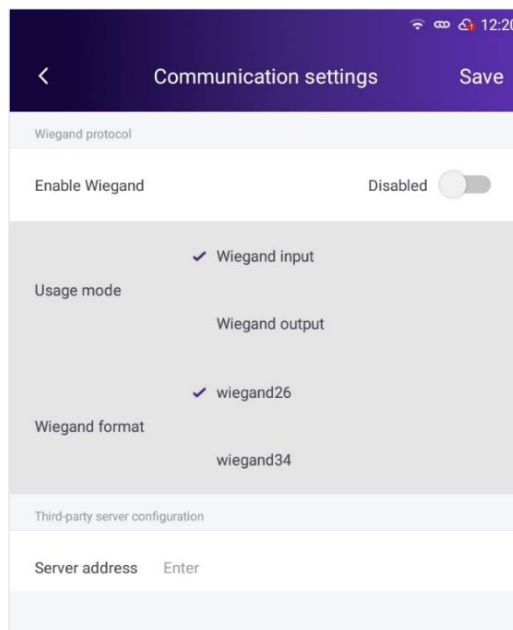 12:20
Communication settings Save
Wiegand protocol
Enable Wiegand Disabled
Wiegand input
Usage mode
Wiegand output
wiegand26
Wiegand format
wiegand34
Third-party server configuration
Server address Enter